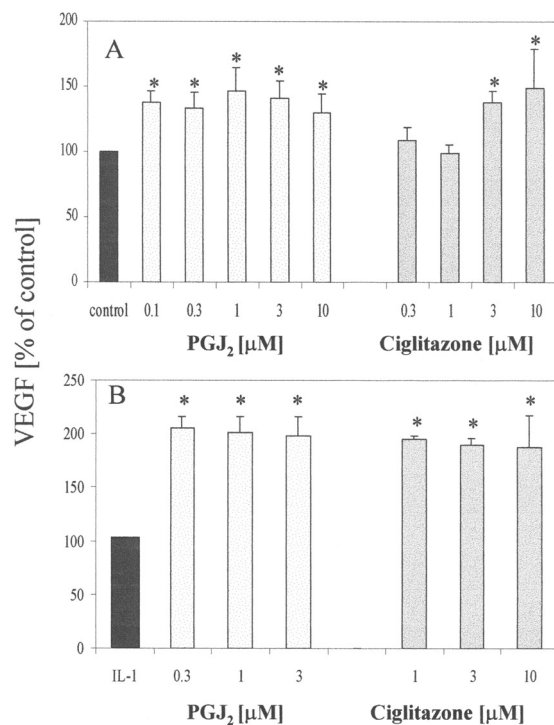 VEGF [% of control]
A
200
150
100
50
0
* * * * * * *
control 0.1 0.3 1 3 10 0.3 1 3 10
PGJ₂ [μM] Ciglitazone [μM]
B
250
200
150
100
50
0
* * * * * *
IL-1 0.3 1 3 1 3 10
PGJ₂ [μM] Ciglitazone [μM]